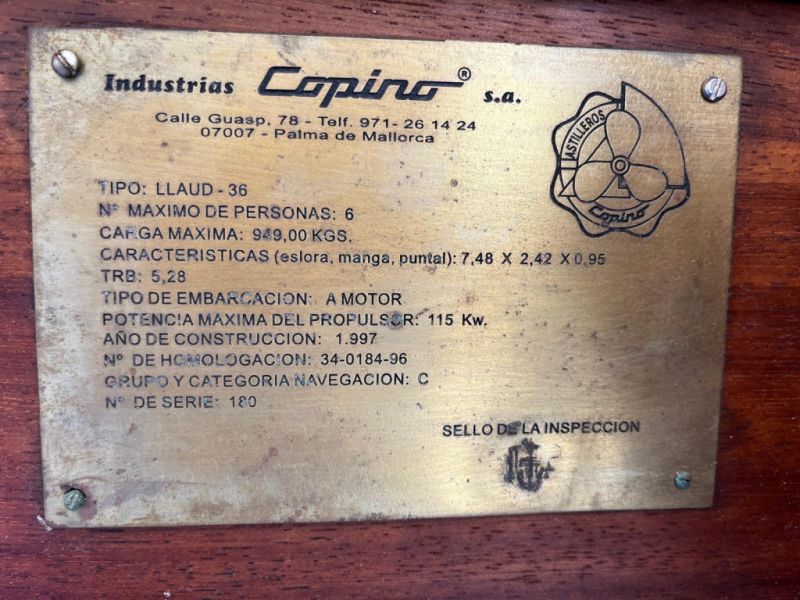 Industrias Copino® s.a.
Calle Guasp, 78 - Telf. 971- 26 14 24
07007 - Palma de Mallorca
ASTILLEROS
Copino
TIPO: LLAUD - 36
Nº MAXIMO DE PERSONAS: 6
CARGA MAXIMA: 949,00 KGS.
CARACTERISTICAS (eslora, manga, puntal): 7,48 X 2,42 X 0,95
TRB: 5,28
TIPO DE EMBARCACION: A MOTOR
POTENCIA MAXIMA DEL PROPULSOR: 115 Kw.
AÑO DE CONSTRUCCION: 1.997
Nº DE HOMOLOGACION: 34-0184-96
GRUPO Y CATEGORIA NAVEGACION: C
Nº DE SERIE: 180
SELLO DE LA INSPECCION